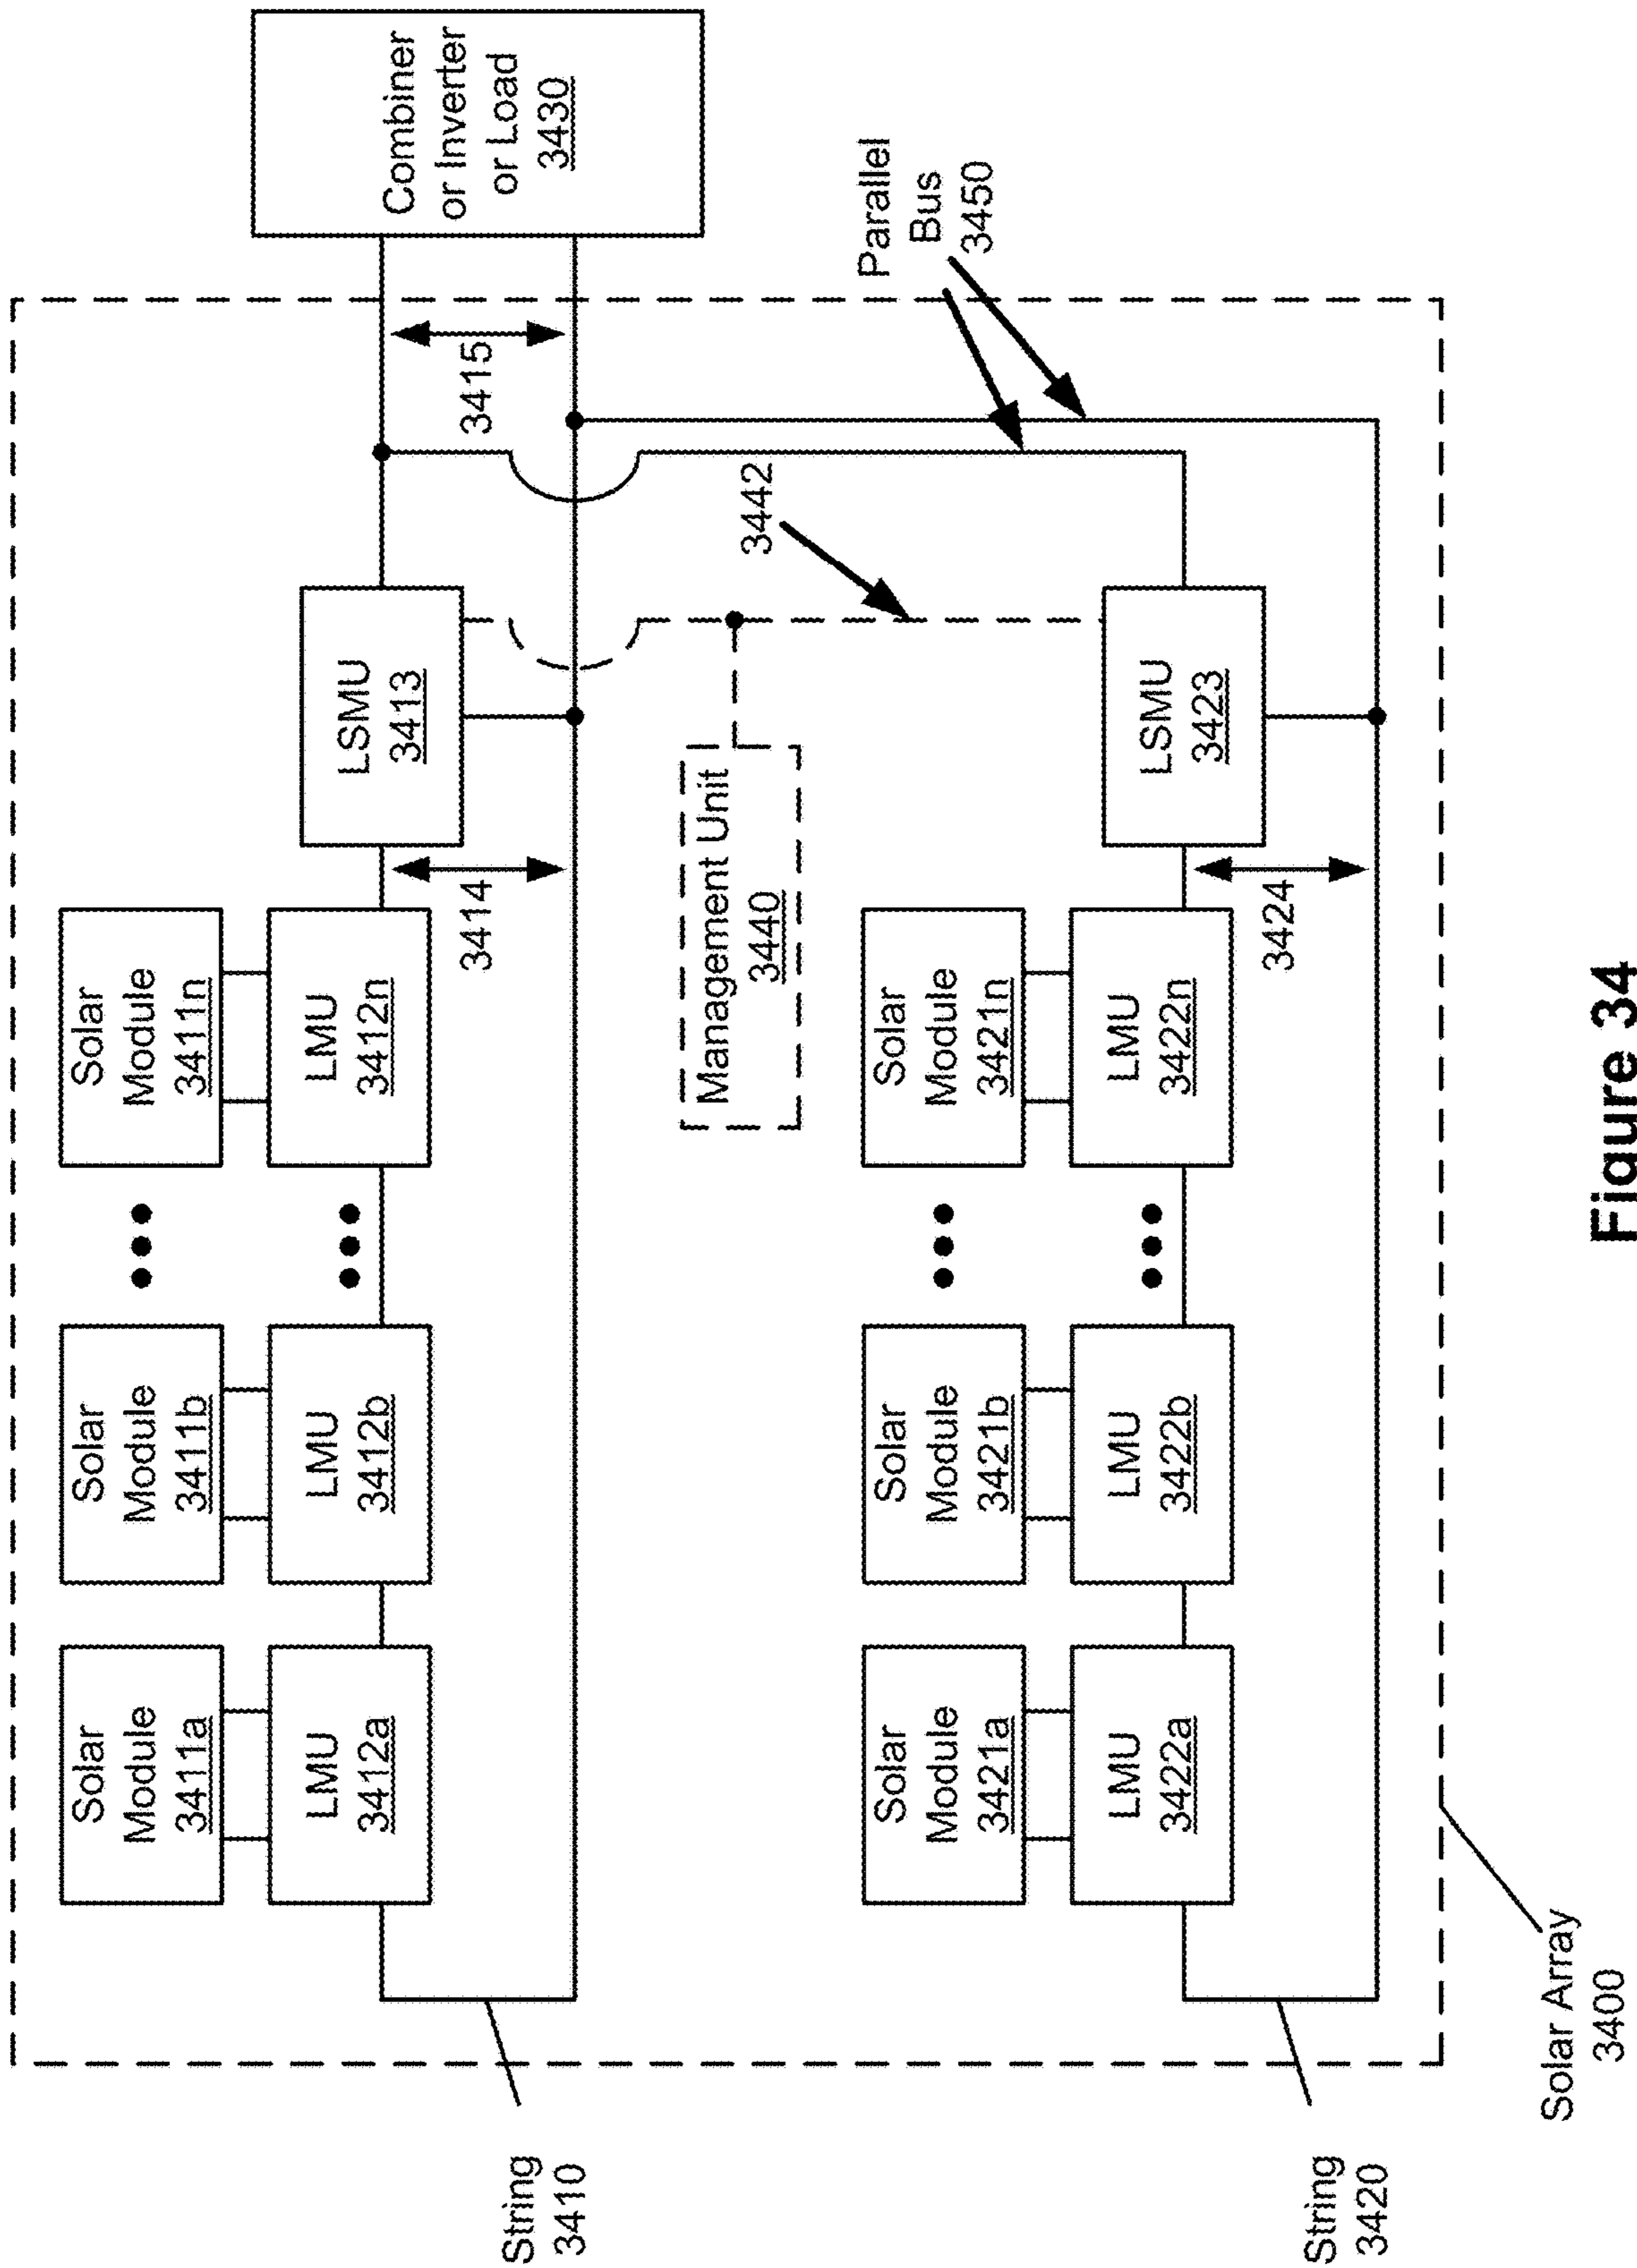 Solar
Module
3411a
Solar
Module
3411b
Solar
Module
3411n
LMU
3412a
LMU
3412b
LMU
3412n
LSMU
3413
Combiner
or Inverter
or Load
3430
3414
3415
String
3410
Management Unit
3440
3442
Parallel
Bus
3450
Solar
Module
3421a
Solar
Module
3421b
Solar
Module
3421n
LMU
3422a
LMU
3422b
LMU
3422n
LSMU
3423
3424
String
3420
Solar Array
3400
Figure 34